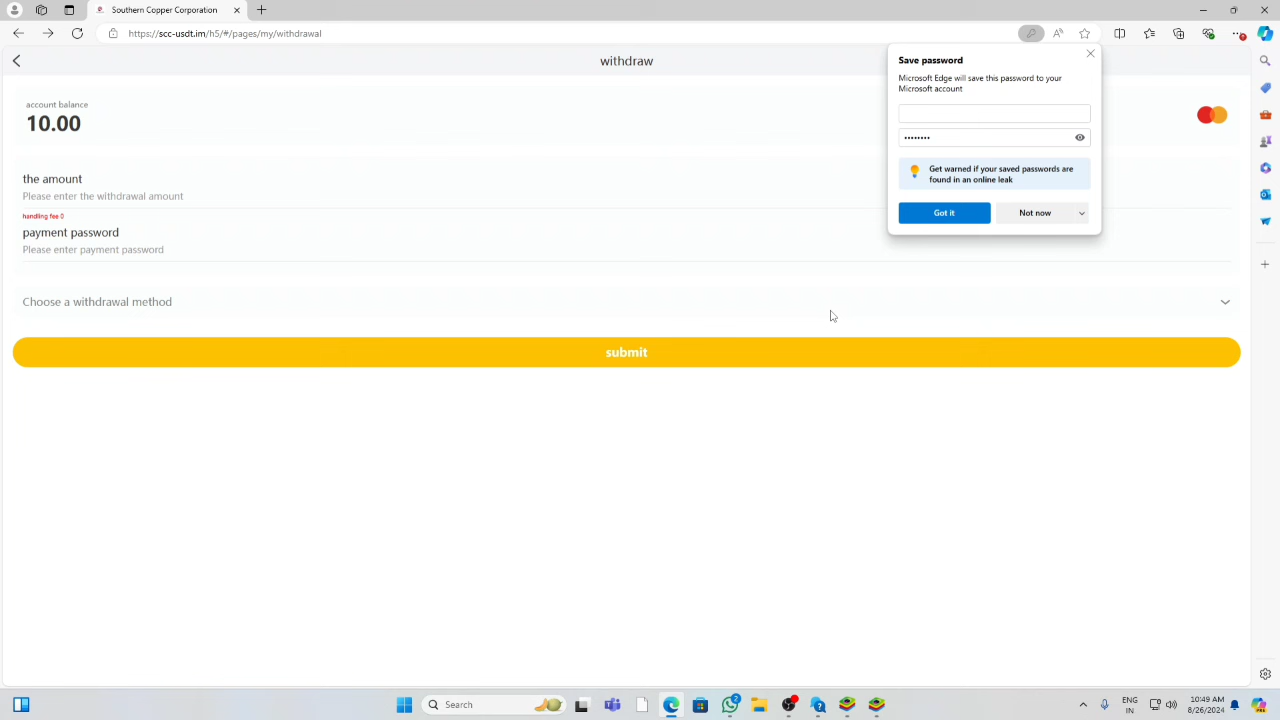 Southern Copper Corporation
https://scc-usdt.im/h5/#/pages/my/withdrawal
withdraw
account balance
10.00
the amount
Please enter the withdrawal amount
handling fee 0
payment password
Please enter payment password
Choose a withdrawal method
submit
Save password
Microsoft Edge will save this password to your
Microsoft account
••••••••
Get warned if your saved passwords are
found in an online leak
Got it
Not now
Search
2
ENG
IN
10:49 AM
8/26/2024